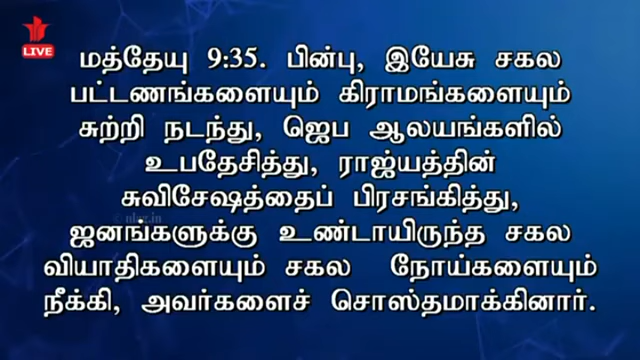 LIVE
மத்தேயு 9:35. பின்பு, இயேசு சகல
பட்டணங்களையும் கிராமங்களையும்
சுற்றி நடந்து, ஜெப ஆலயங்களில்
உபதேசித்து, ராஜ்யத்தின்
சுவிசேஷத்தைப் பிரசங்கித்து,
ஜனங்களுக்கு உண்டாயிருந்த சகல
வியாதிகளையும் சகல நோய்களையும்
நீக்கி, அவர்களைச் சொஸ்தமாக்கினார்.